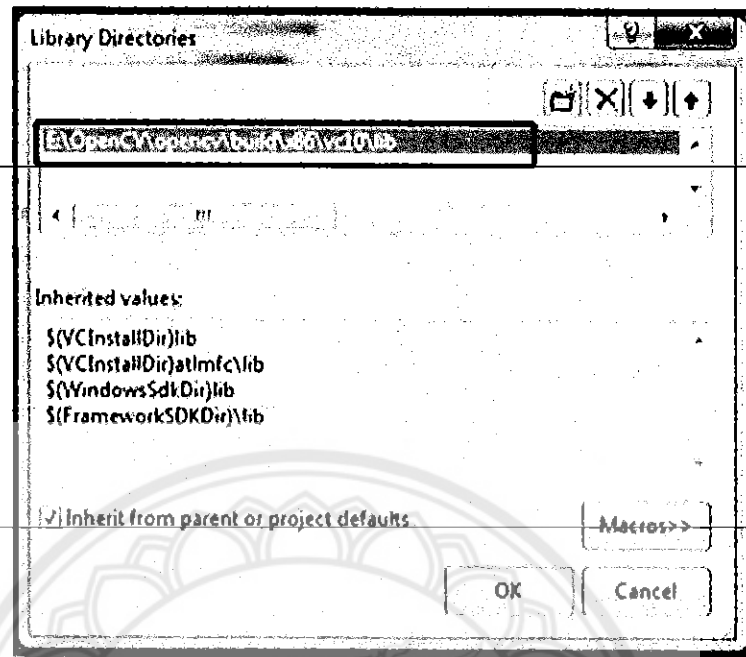 Library Directories
E:\OpenCV\opencv\build\x86\vc10\lib
Inherited values:
$(VCInstallDir)lib
$(VCInstallDir)atlmfc\lib
$(WindowsSdkDir)lib
$(FrameworkSDKDir)\lib
Inherit from parent or project defaults
Macros>>
OK
Cancel